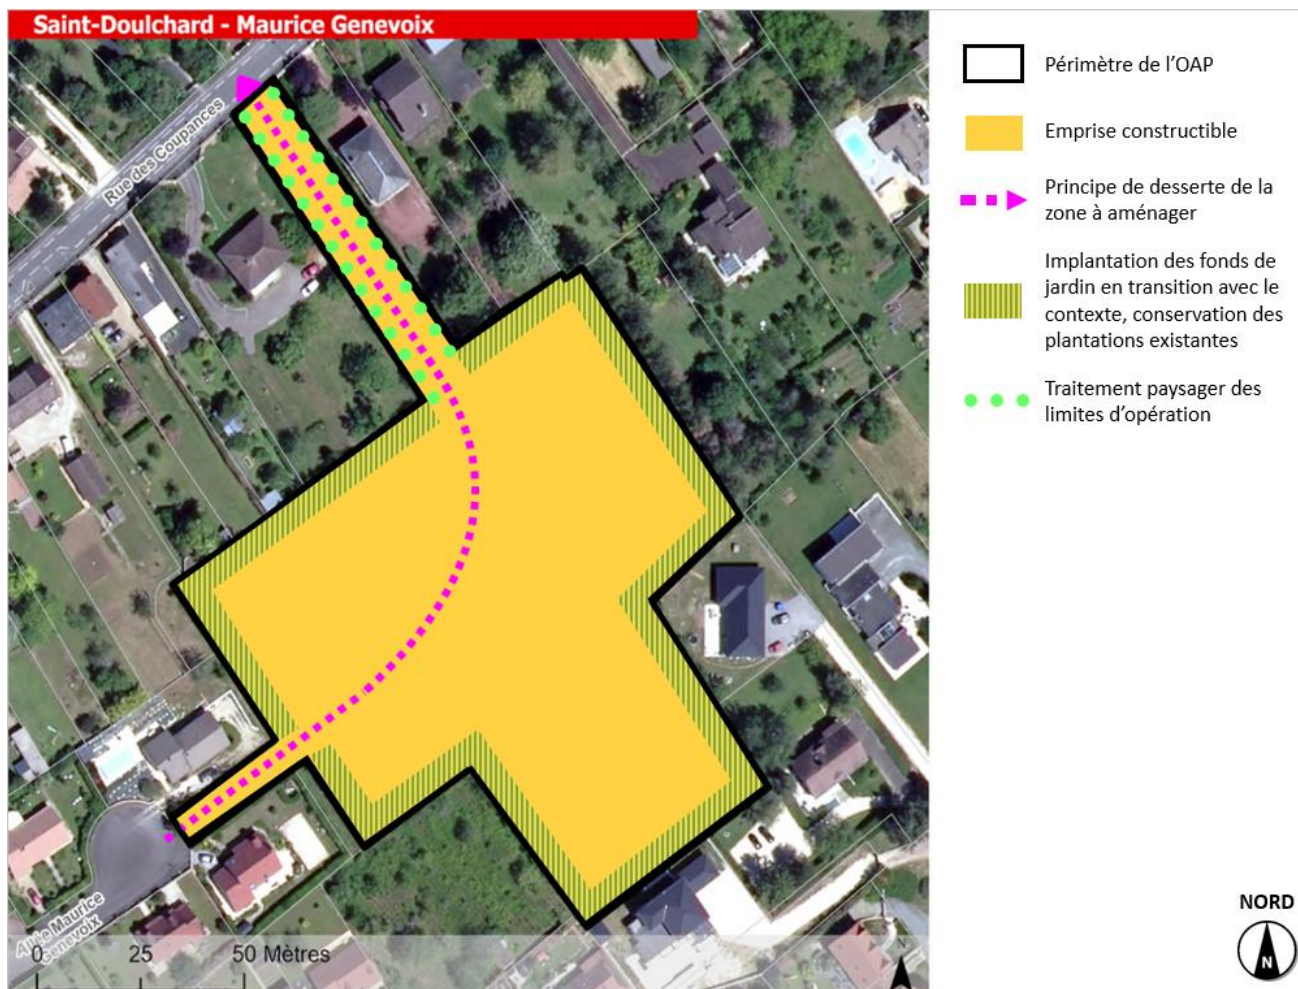 Saint-Doulchard - Maurice Genevoix
Rue des Coupances
Périmètre de l'OAP
Emprise constructible
Principe de desserte de la
zone à aménager
Implantation des fonds de
jardin en transition avec le
contexte, conservation des
plantations existantes
Traitement paysager des
limites d'opération
Allée Maurice
Genevoix
0 25 50 Mètres
NORD
N